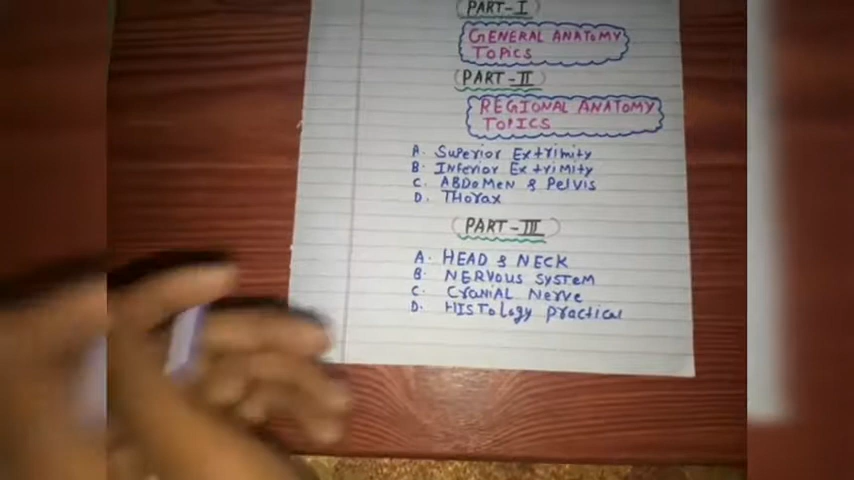 PART-I
GENERAL ANATOMY
TOPICS
PART-II
REGIONAL ANATOMY
TOPICS
A. Superior Extrimity
B. Inferior Extrimity
C. ABDOMEN & Pelvis
D. THorax
PART-III
A. HEAD & NECK
B. NERVOUS SYSTEM
C. CRANIAL Nerve
D. HISTology practical